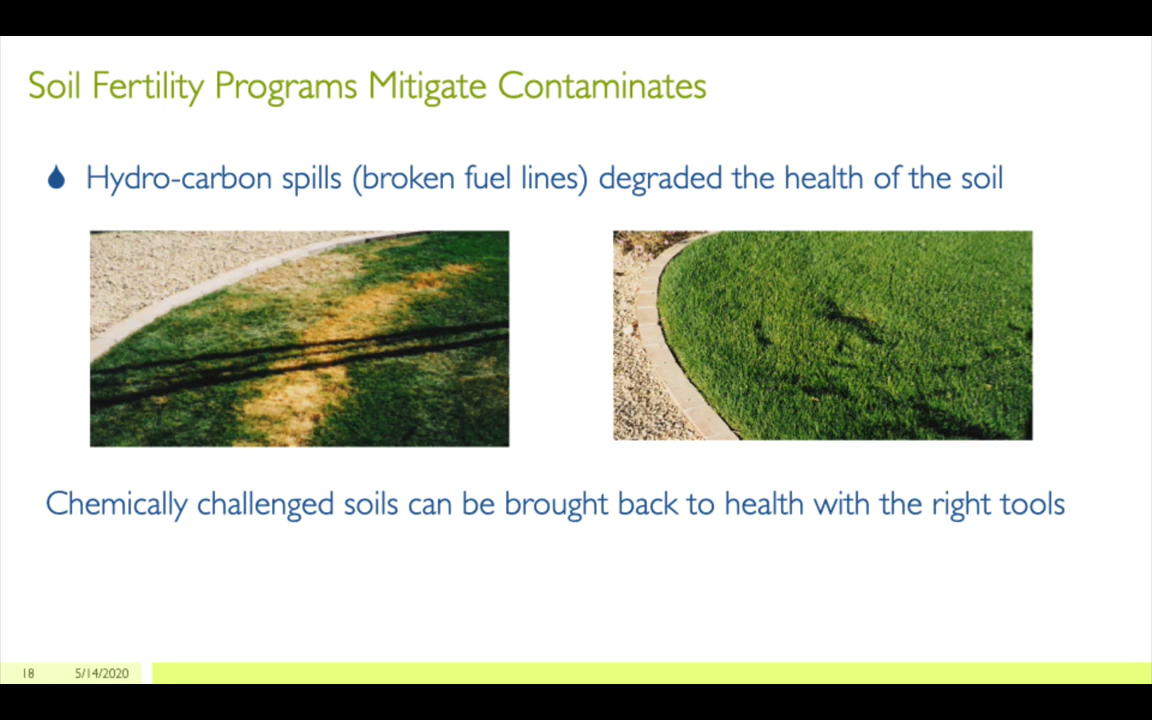 Soil Fertility Programs Mitigate Contaminates
Hydro-carbon spills (broken fuel lines) degraded the health of the soil
Chemically challenged soils can be brought back to health with the right tools
18 5/14/2020